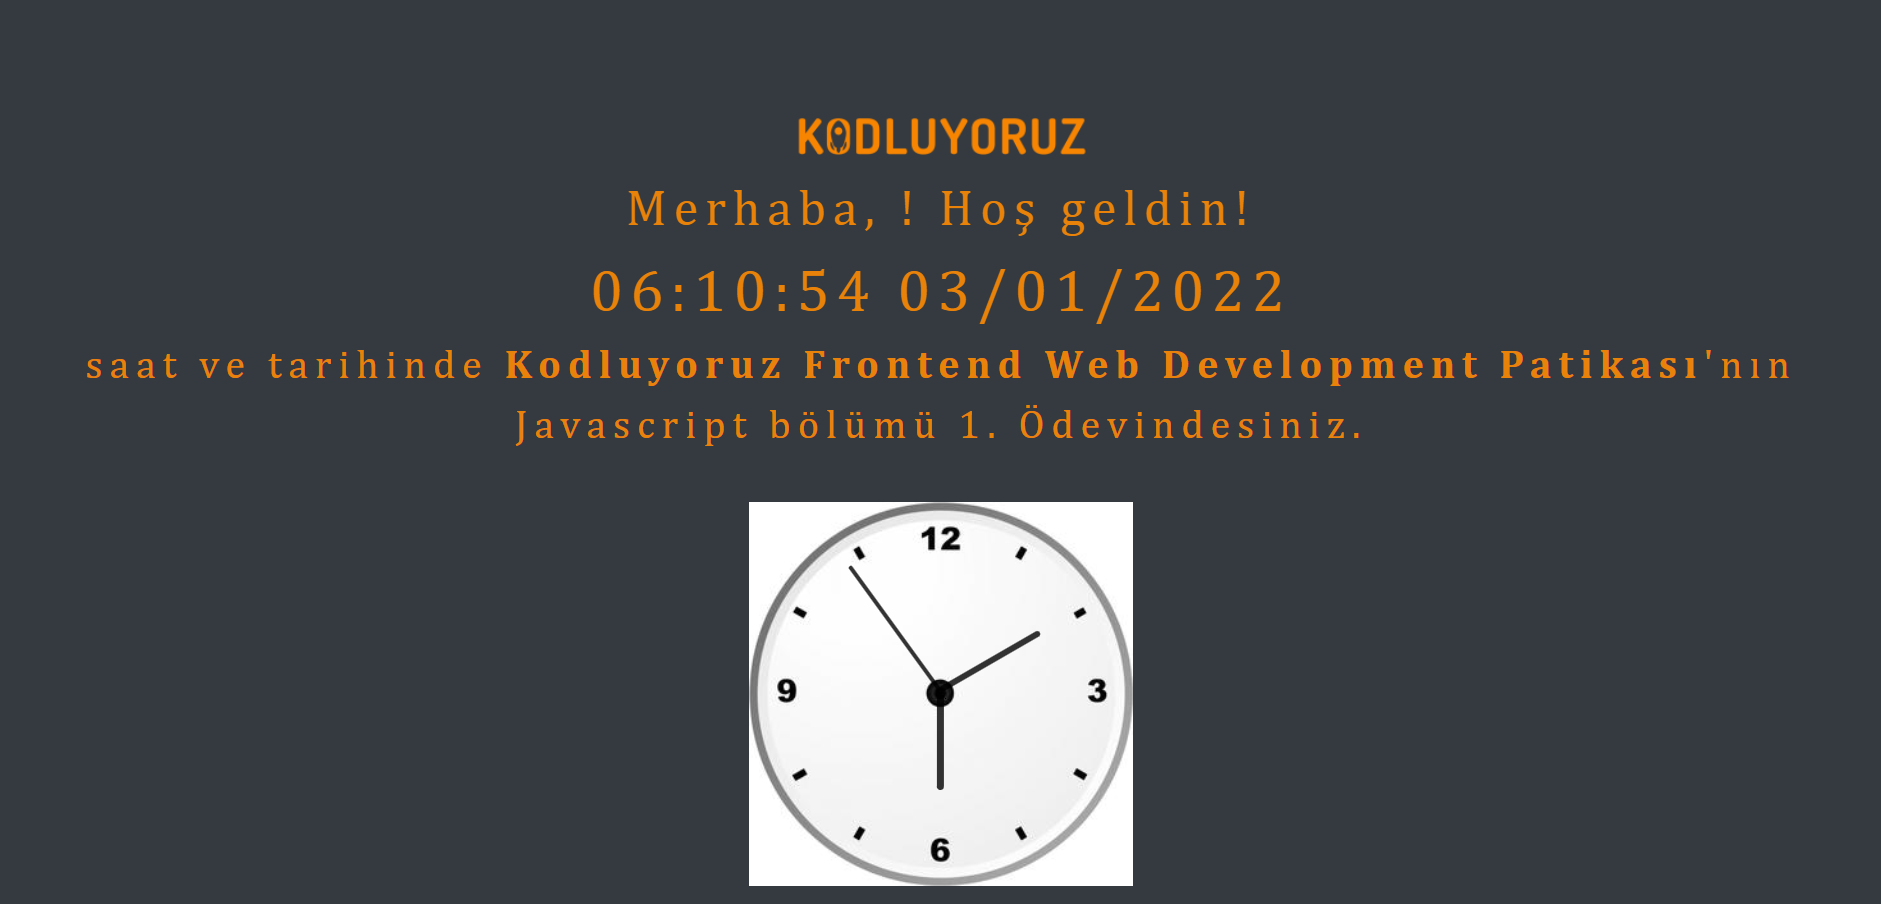 KODLUYORUZ
Merhaba, ! Hoş geldin!
06:10:54 03/01/2022
saat ve tarihinde Kodluyoruz Frontend Web Development Patikası'nın
Javascript bölümü 1. Ödevindesiniz.
12
9
3
6